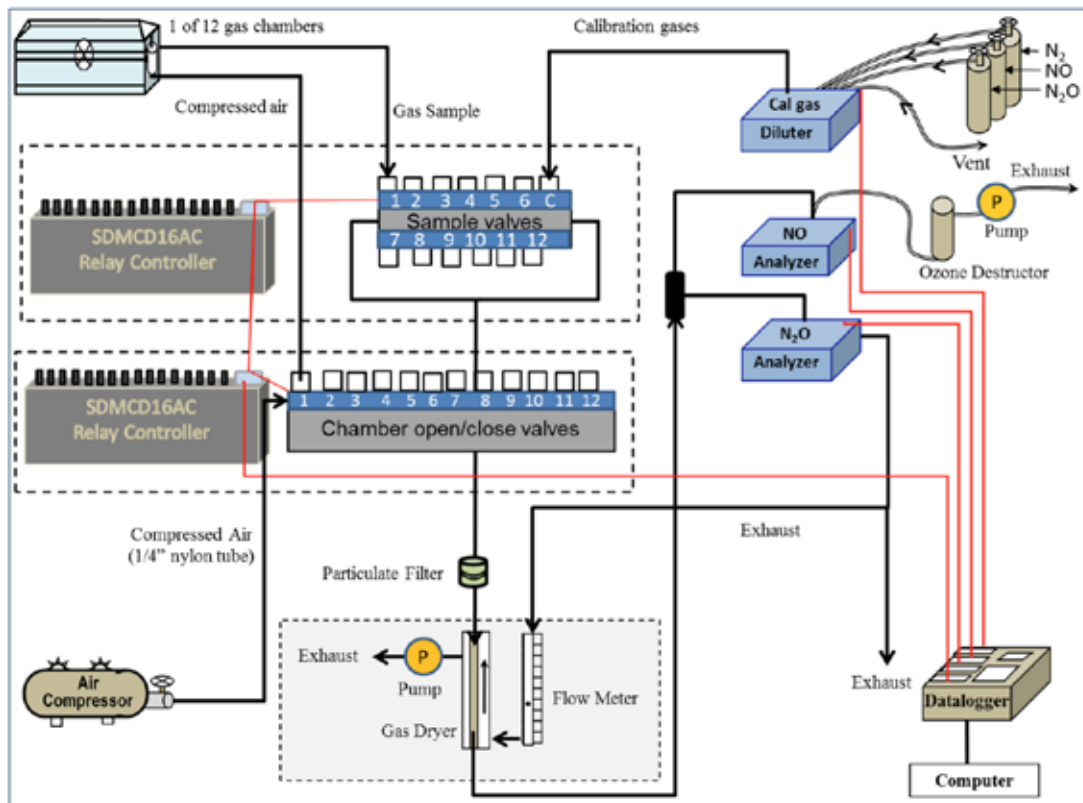 1 of 12 gas chambers
Calibration gases
N2
NO
N2O
Compressed air
Gas Sample
Cal gas
Diluter
Vent
Exhaust
P
Pump
SDMCD16AC
Relay Controller
1 2 3 4 5 6 C
Sample valves
7 8 9 10 11 12
NO
Analyzer
Ozone Destructor
N2O
Analyzer
SDMCD16AC
Relay Controller
1 2 3 4 5 6 7 8 9 10 11 12
Chamber open/close valves
Compressed Air
(1/4” nylon tube)
Exhaust
Particulate Filter
Exhaust
P
Pump
Flow Meter
Gas Dryer
Air
Compressor
Exhaust
Datalogger
Computer